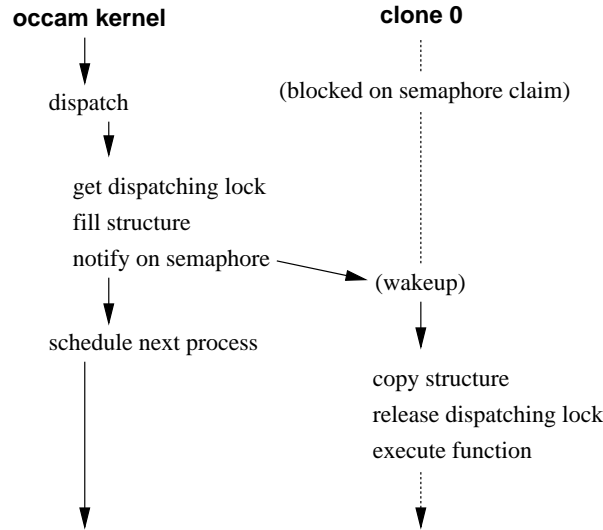 occam kernel
clone 0
dispatch
(blocked on semaphore claim)
get dispatching lock
fill structure
notify on semaphore
(wakeup)
schedule next process
copy structure
release dispatching lock
execute function